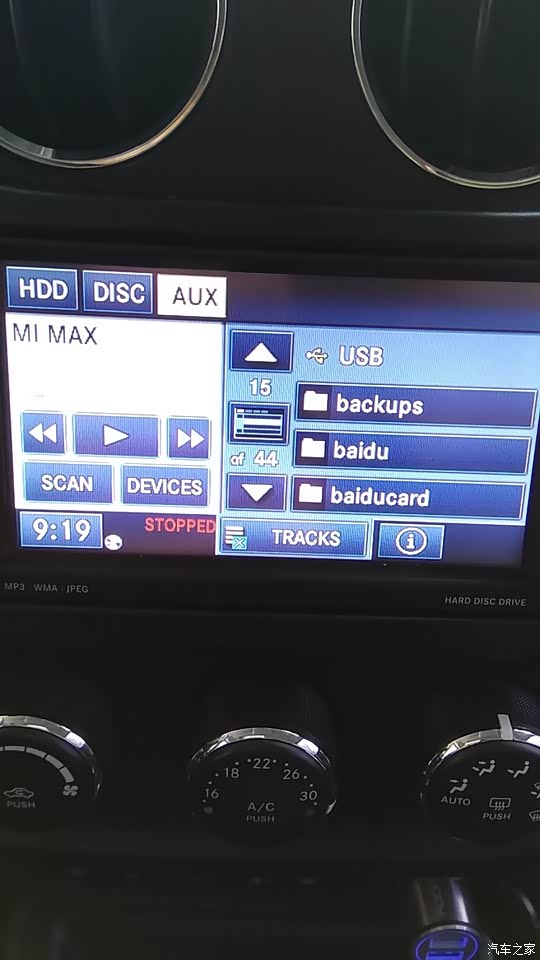 HDD DISC AUX
MI MAX
USB
15
backups
of 44
baidu
baiducard
SCAN DEVICES
9:19 STOPPED TRACKS
MP3 WMA · JPEG
HARD DISC DRIVE
16 18 22 26 30
A/C
PUSH
PUSH
AUTO
PUSH
汽车之家